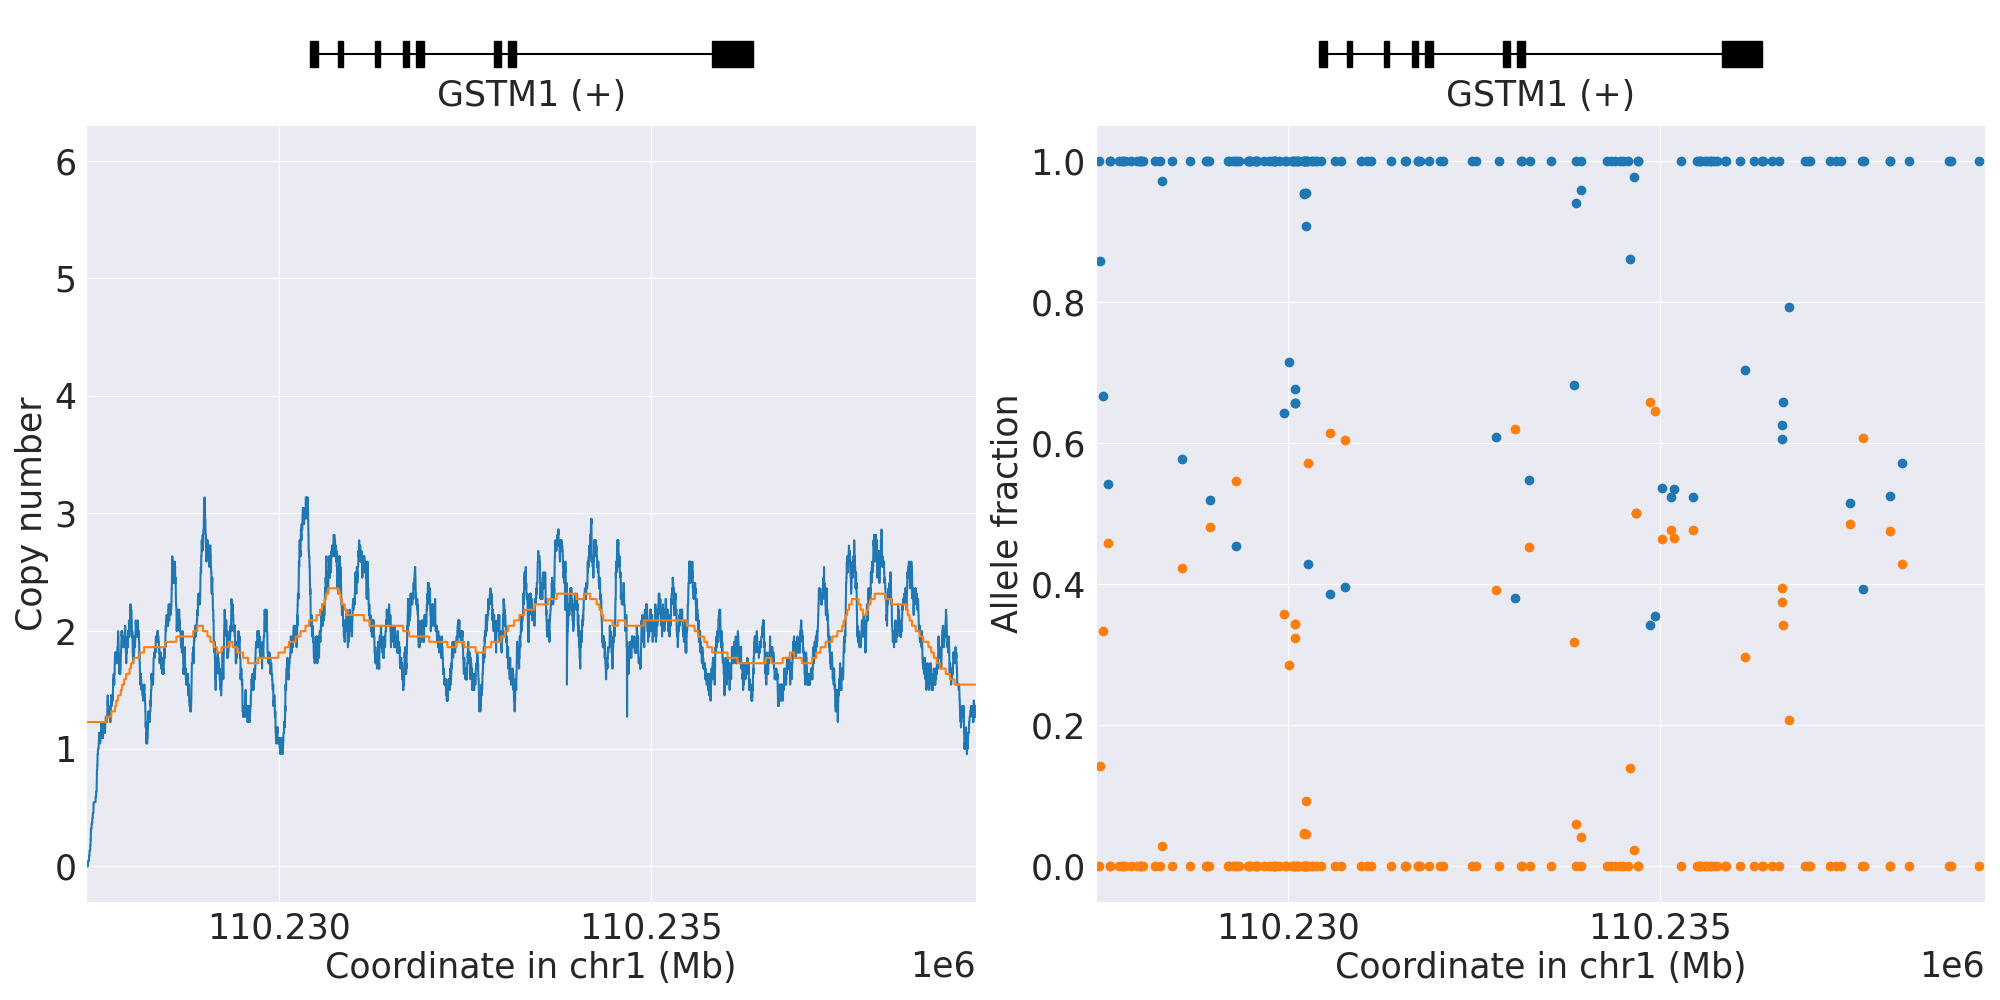 GSTM1 (+)
6
5
4
3
2
1
0
Copy number
110.230
110.235
Coordinate in chr1 (Mb)
1e6
GSTM1 (+)
1.0
0.8
0.6
0.4
0.2
0.0
Allele fraction
110.230
110.235
Coordinate in chr1 (Mb)
1e6